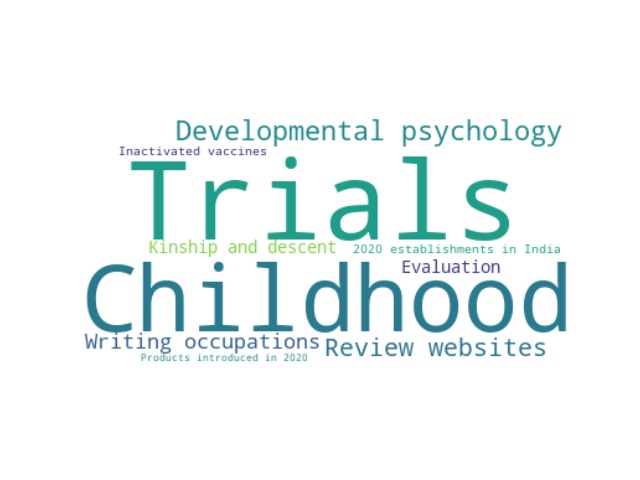 Developmental psychology
Inactivated vaccines
Trials
Kinship and descent
2020 establishments in India
Evaluation
Childhood
Writing occupations
Review websites
Products introduced in 2020